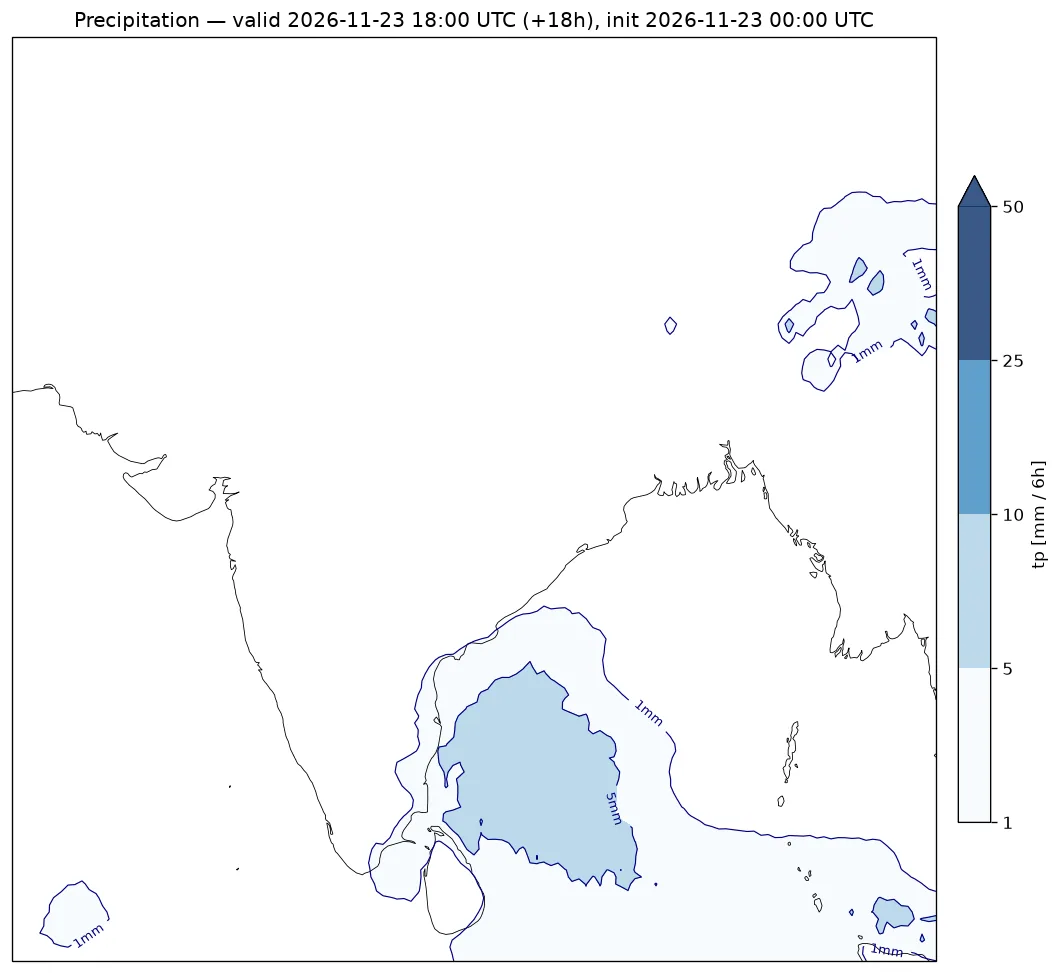 Precipitation — valid 2026-11-23 18:00 UTC (+18h), init 2026-11-23 00:00 UTC
50
25
10
5
1
tp [mm / 6h]
1mm
1mm
1mm
5mm
1mm
1mm